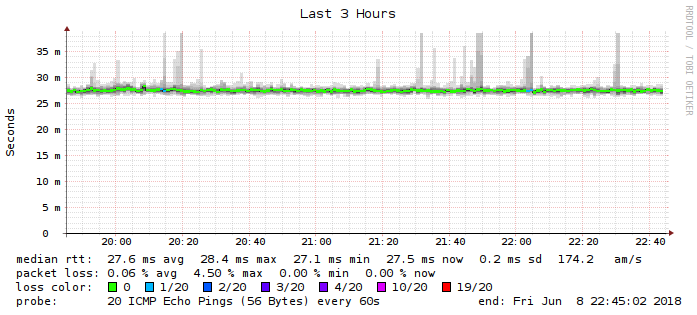 Last 3 Hours
RRDTOOL / TOBI OETIKER
Seconds
35 m
30 m
25 m
20 m
15 m
10 m
5 m
0
20:00 20:20 20:40 21:00 21:20 21:40 22:00 22:20 22:40
median rtt: 27.6 ms avg 28.4 ms max 27.1 ms min 27.5 ms now 0.2 ms sd 174.2 am/s
packet loss: 0.06 % avg 4.50 % max 0.00 % min 0.00 % now
loss color: 0 1/20 2/20 3/20 4/20 10/20 19/20
probe: 20 ICMP Echo Pings (56 Bytes) every 60s end: Fri Jun 8 22:45:02 2018